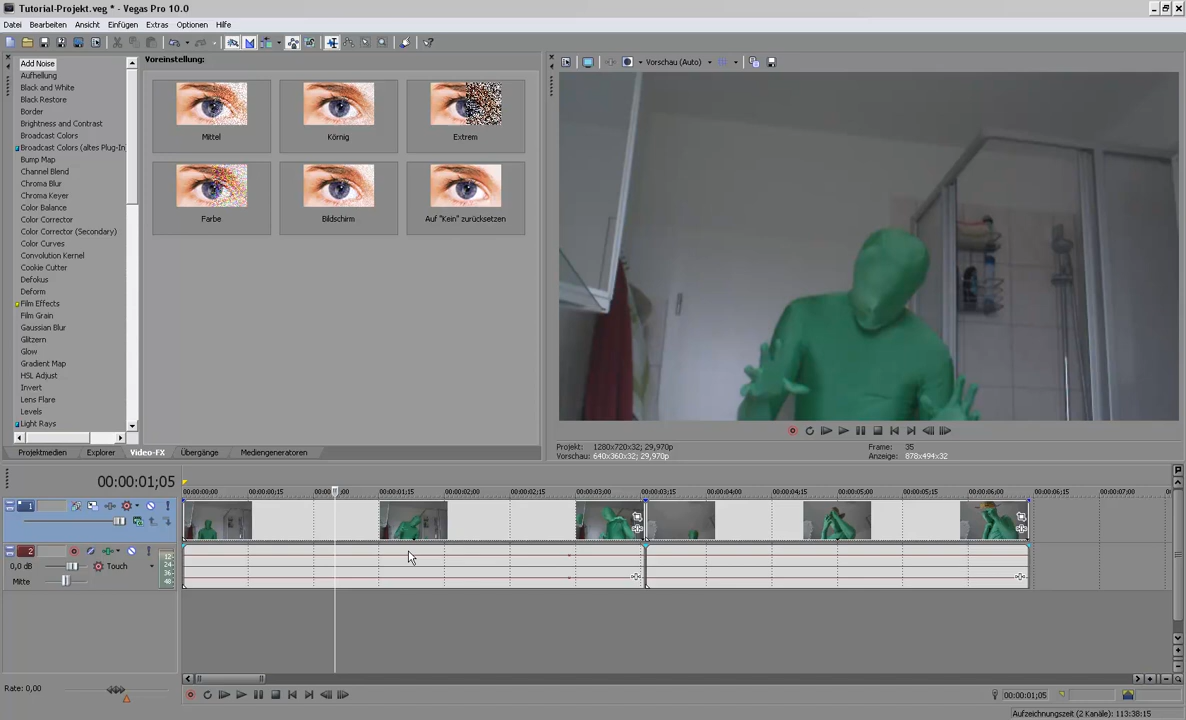 Tutorial-Projekt.veg * - Vegas Pro 10.0
Datei Bearbeiten Ansicht Einfügen Extras Optionen Hilfe
Add Noise
Aufhellung
Black and White
Black Restore
Border
Brightness and Contrast
Broadcast Colors
Broadcast Colors (altes Plug-In
Bump Map
Channel Blend
Chroma Blur
Chroma Keyer
Color Balance
Color Corrector
Color Corrector (Secondary)
Color Curves
Convolution Kernel
Cookie Cutter
Defokus
Deform
Film Effects
Film Grain
Gaussian Blur
Glitzern
Glow
Gradient Map
HSL Adjust
Invert
Lens Flare
Levels
Light Rays
Voreinstellung:
Mittel Körnig Extrem
Farbe Bildschirm Auf "Kein" zurücksetzen
Vorschau (Auto)
Projekt: 1280x720x32; 29,970p Frame: 35
Vorschau: 640x360x32; 29,970p Anzeige: 878x494x32
Projektmedien Explorer Video-FX Übergänge Mediengeneratoren
00:00:01;05
00:00:00;00 00:00:00;15 00:00:01;15 00:00:02;00 00:00:02;15 00:00:03;00 00:00:03;15 00:00:04;00 00:00:04;15 00:00:05;00 00:00:05;15 00:00:06;00 00:00:06;15 00:00:07;00
1
2
0,0 dB Touch
Mitte
12-
24-
36-
48-
Rate: 0,00
00:00:01;05
Aufzeichnungszeit (2 Kanäle): 113:38:15